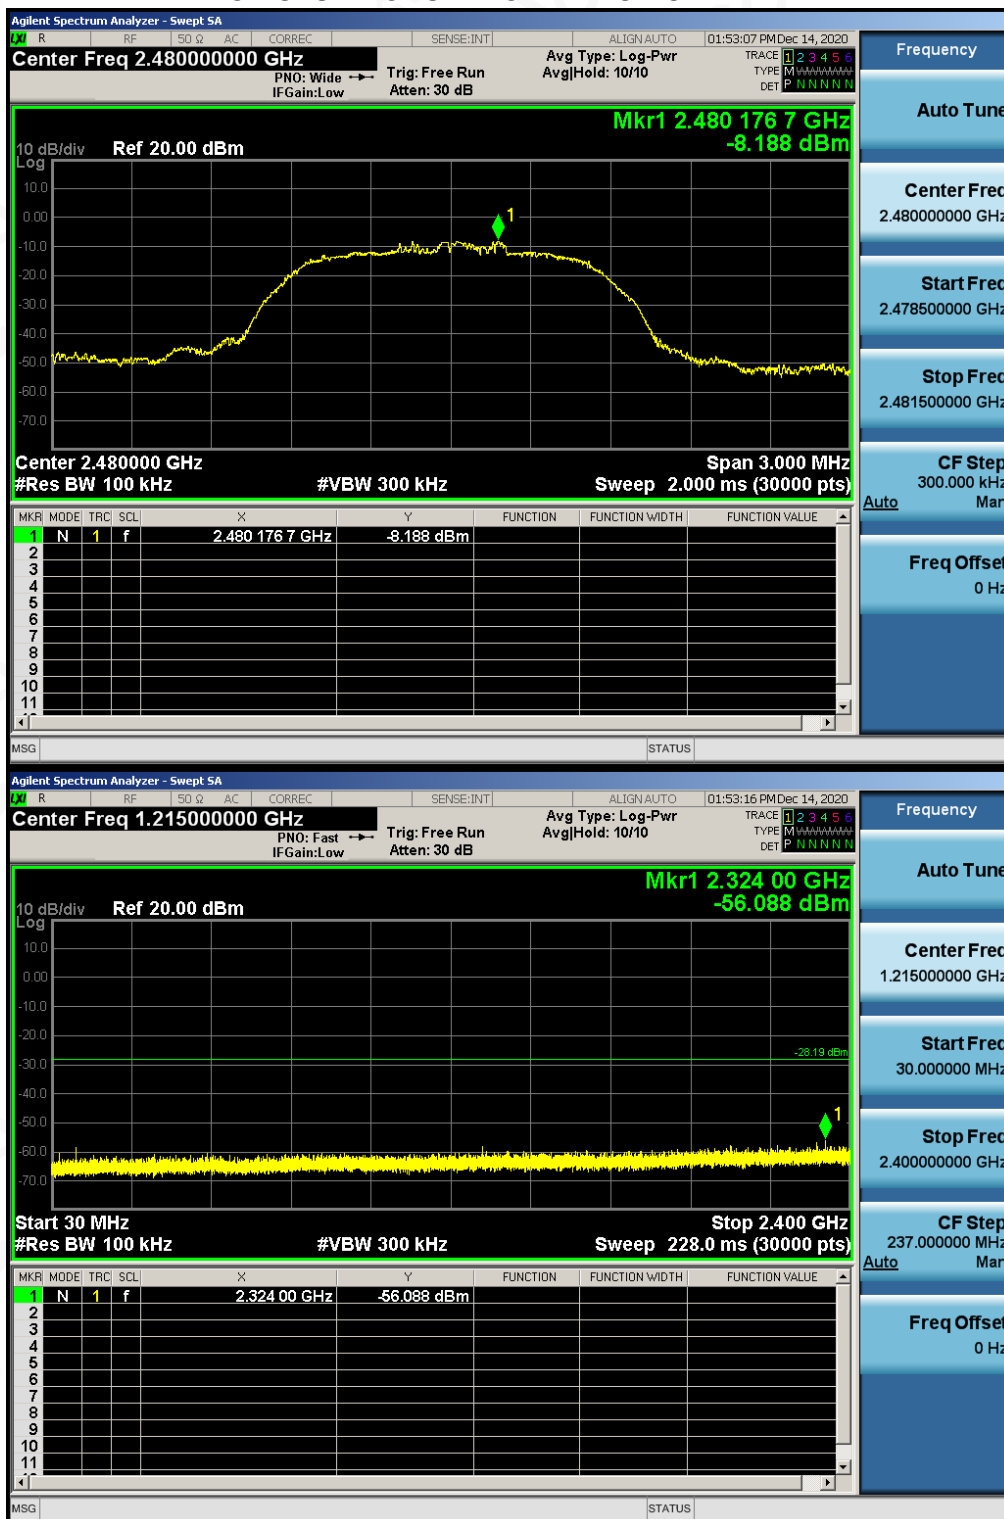 Agilent Spectrum Analyzer - Swept SA
LXI R RF 50 Ω AC CORREC SENSE:INT ALIGN AUTO 01:53:07 PM Dec 14, 2020
Center Freq 2.480000000 GHz
PNO: Wide
IFGain:Low
Trig: Free Run
Atten: 30 dB
Avg Type: Log-Pwr
Avg|Hold: 10/10
TRACE 1 2 3 4 5 6
TYPE M WWWWW
DET P N N N N N
Mkr1 2.480 176 7 GHz
-8.188 dBm
10 dB/div Ref 20.00 dBm
Log
10.0
0.00
-10.0
-20.0
-30.0
-40.0
-50.0
-60.0
-70.0
1
Center 2.480000 GHz Span 3.000 MHz
#Res BW 100 kHz #VBW 300 kHz Sweep 2.000 ms (30000 pts)
MKR MODE TRC SCL X Y FUNCTION FUNCTION WIDTH FUNCTION VALUE
1 N 1 f 2.480 176 7 GHz -8.188 dBm
2
3
4
5
6
7
8
9
10
11
MSG STATUS
Frequency
Auto Tune
Center Freq
2.480000000 GHz
Start Freq
2.478500000 GHz
Stop Freq
2.481500000 GHz
CF Step
300.000 kHz
Auto Man
Freq Offset
0 Hz
Agilent Spectrum Analyzer - Swept SA
LXI R RF 50 Ω AC CORREC SENSE:INT ALIGN AUTO 01:53:16 PM Dec 14, 2020
Center Freq 1.215000000 GHz
PNO: Fast
IFGain:Low
Trig: Free Run
Atten: 30 dB
Avg Type: Log-Pwr
Avg|Hold: 10/10
TRACE 1 2 3 4 5 6
TYPE M WWWWW
DET P N N N N N
Mkr1 2.324 00 GHz
-56.088 dBm
10 dB/div Ref 20.00 dBm
Log
10.0
0.00
-10.0
-20.0
-30.0
-40.0
-50.0
-60.0
-70.0
-28.19 dBm
1
Start 30 MHz Stop 2.400 GHz
#Res BW 100 kHz #VBW 300 kHz Sweep 228.0 ms (30000 pts)
MKR MODE TRC SCL X Y FUNCTION FUNCTION WIDTH FUNCTION VALUE
1 N 1 f 2.324 00 GHz -56.088 dBm
2
3
4
5
6
7
8
9
10
11
MSG STATUS
Frequency
Auto Tune
Center Freq
1.215000000 GHz
Start Freq
30.000000 MHz
Stop Freq
2.400000000 GHz
CF Step
237.000000 MHz
Auto Man
Freq Offset
0 Hz